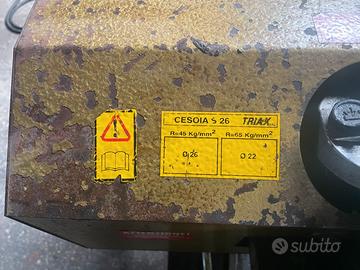 CESOIA S 26 TRIAX
R=45 Kg/mm²
R=65 Kg/mm²
Ø 26
Ø 22
subito